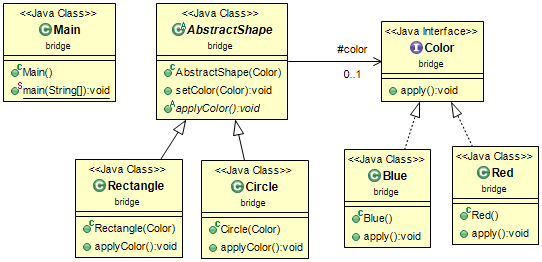 <<Java Class>>
Main
bridge
Main()
main(String[]):void
<<Java Class>>
AbstractShape
bridge
AbstractShape(Color)
setColor(Color):void
applyColor():void
#color
0..1
<<Java Interface>>
Color
bridge
apply():void
<<Java Class>>
Rectangle
bridge
Rectangle(Color)
applyColor():void
<<Java Class>>
Circle
bridge
Circle(Color)
applyColor():void
<<Java Class>>
Blue
bridge
Blue()
apply():void
<<Java Class>>
Red
bridge
Red()
apply():void